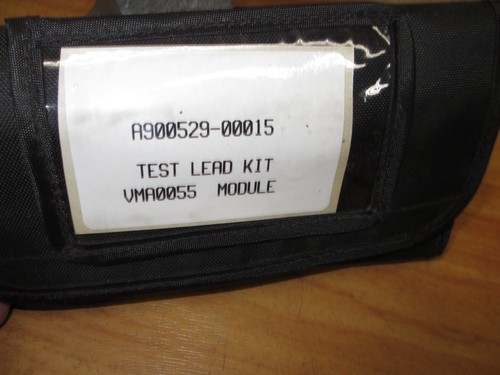 A900529-00015
TEST LEAD KIT
VMA0055 MODULE